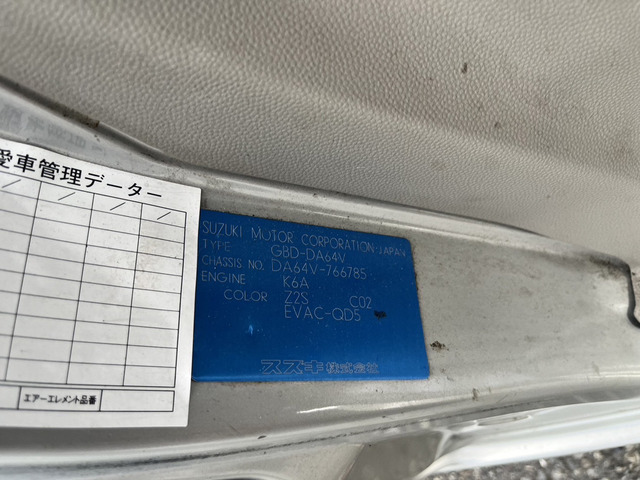 愛車管理データー
SUZUKI MOTOR CORPORATION JAPAN
TYPE GBD-DA64V
CHASSIS NO. DA64V-766785
ENGINE K6A
COLOR Z2S C02
EVAC-QD5
スズキ株式会社
エアーエレメント品番